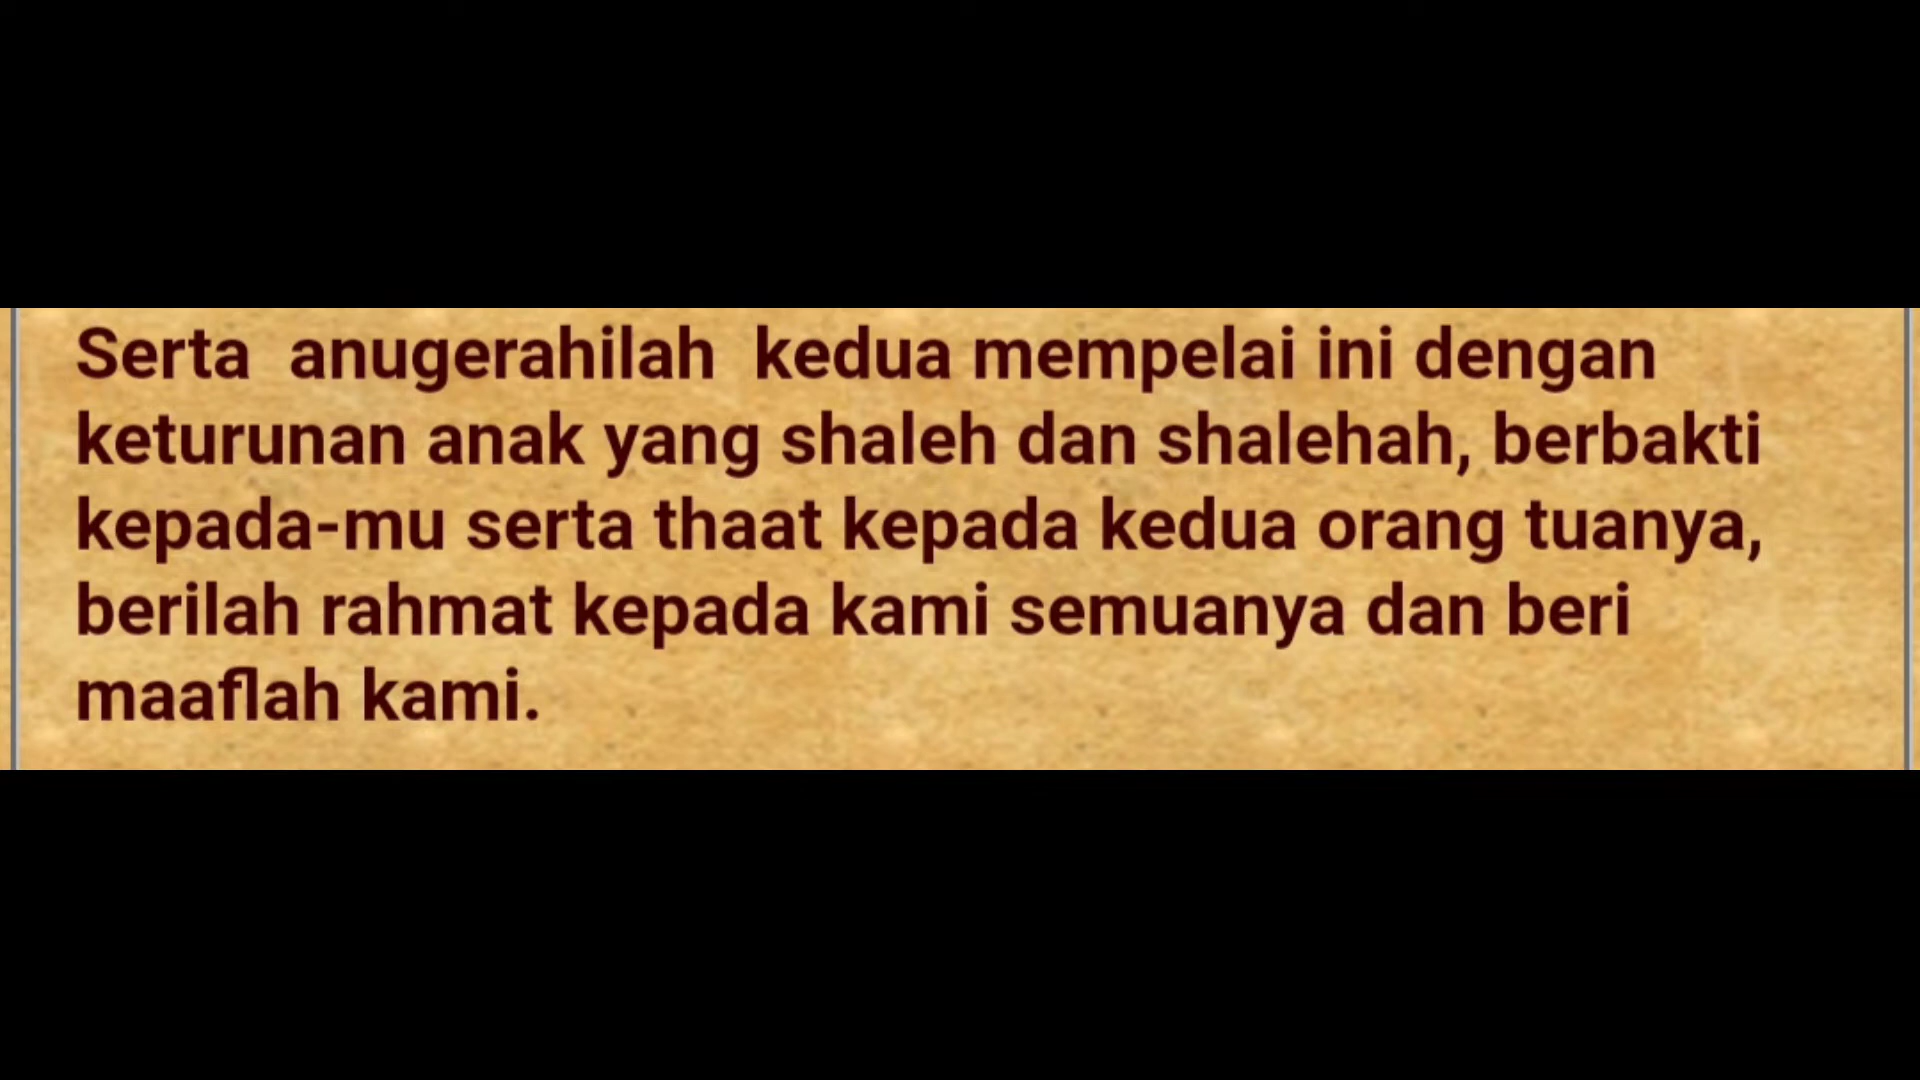 Serta anugerahilah kedua mempelai ini dengan
keturunan anak yang shaleh dan shalehah, berbakti
kepada-mu serta thaat kepada kedua orang tuanya,
berilah rahmat kepada kami semuanya dan beri
maaflah kami.